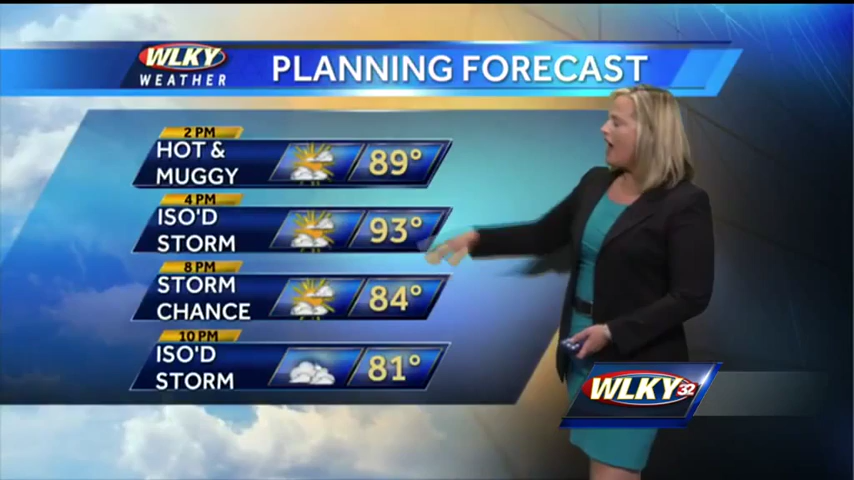 WLKY
WEATHER
PLANNING FORECAST
2 PM
HOT &
MUGGY
89°
4 PM
ISO'D
STORM
93°
8 PM
STORM
CHANCE
84°
10 PM
ISO'D
STORM
81°
WLKY 32